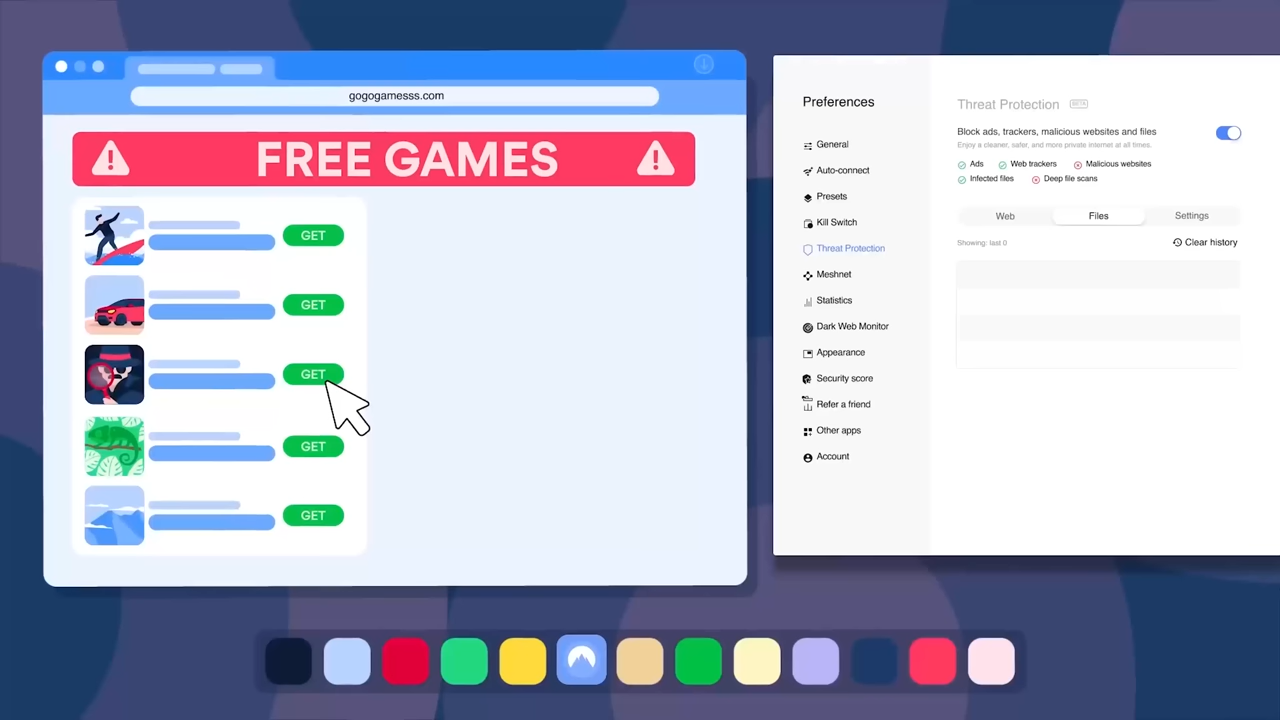 gogogamesss.com
FREE GAMES
GET
GET
GET
GET
GET
Preferences
General
Auto-connect
Presets
Kill Switch
Threat Protection
Meshnet
Statistics
Dark Web Monitor
Appearance
Security score
Refer a friend
Other apps
Account
Threat Protection BETA
Block ads, trackers, malicious websites and files
Enjoy a cleaner, safer, and more private internet at all times.
Ads Web trackers Malicious websites
Infected files Deep file scans
Web Files Settings
Showing: last 0 Clear history